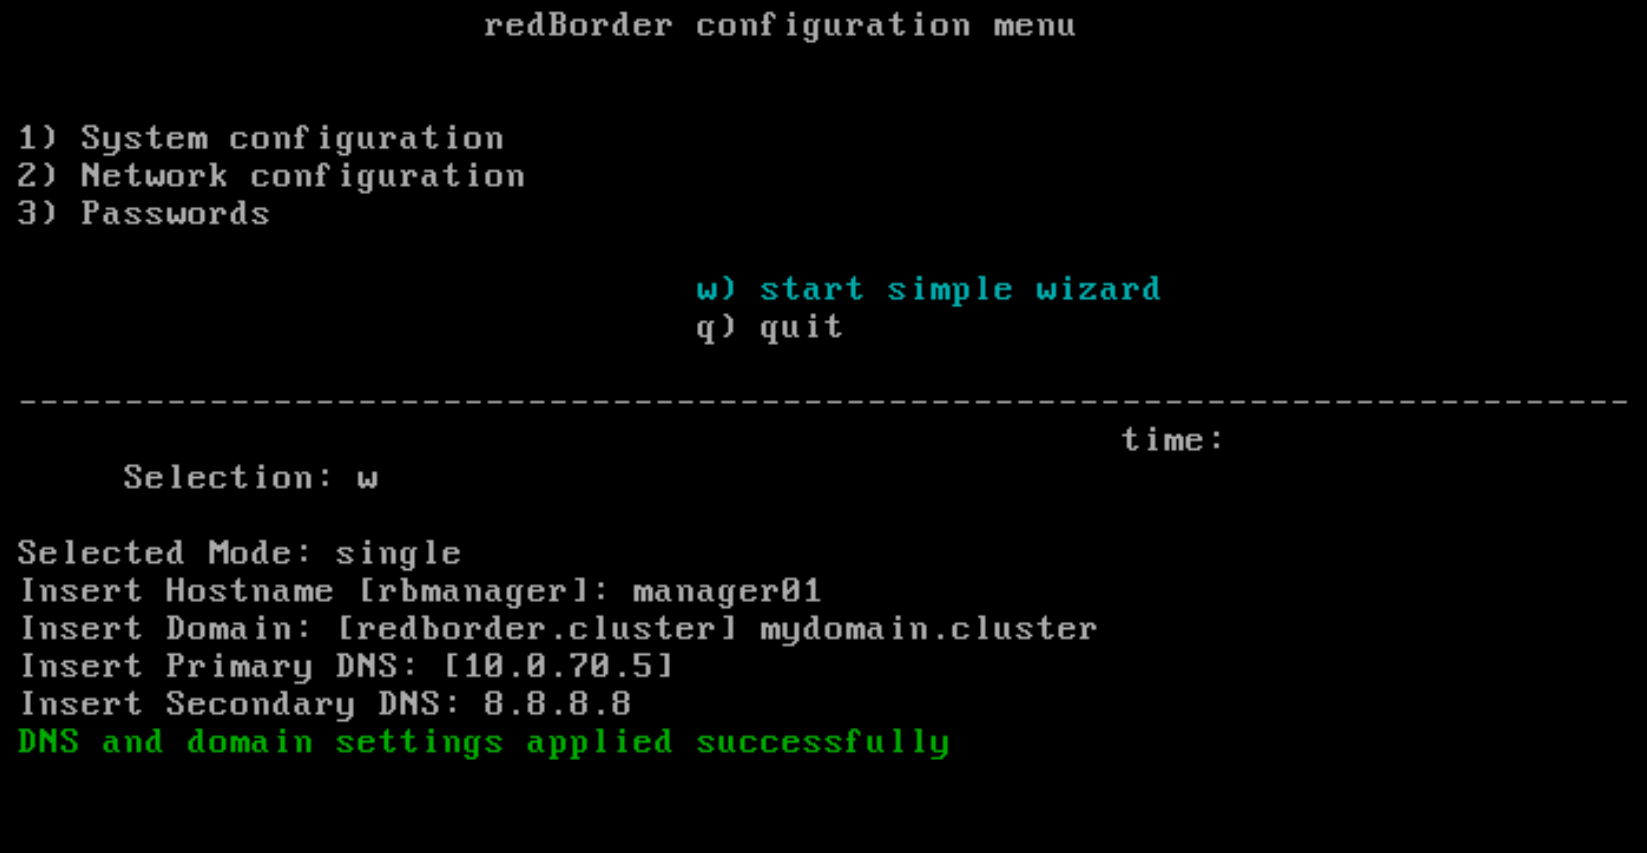 redBorder configuration menu
1) System configuration
2) Network configuration
3) Passwords
w) start simple wizard
q) quit
----------------------------------------------------------------------------
time:
Selection: w
Selected Mode: single
Insert Hostname [rbmanager]: manager01
Insert Domain: [redborder.cluster] mydomain.cluster
Insert Primary DNS: [10.0.70.5]
Insert Secondary DNS: 8.8.8.8
DNS and domain settings applied successfully